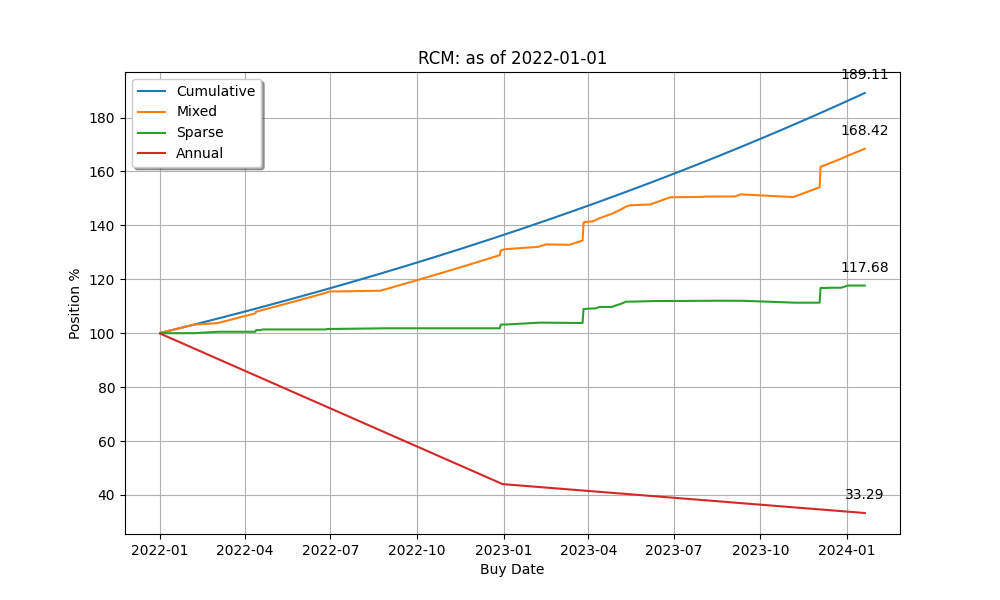 RCM: as of 2022-01-01
Cumulative
Mixed
Sparse
Annual
189.11
168.42
117.68
33.29
Position %
180
160
140
120
100
80
60
40
2022-01 2022-04 2022-07 2022-10 2023-01 2023-04 2023-07 2023-10 2024-01
Buy Date